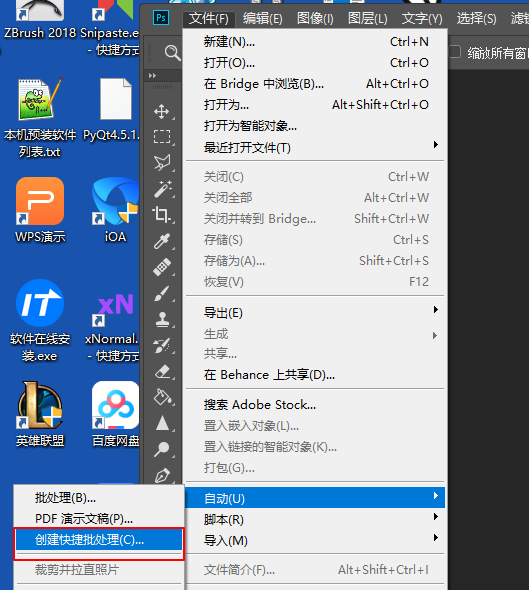 ZBrush 2018
Snipaste.e
- 快捷方式
本机预装软件
列表.txt
PyQt4.5.1.
WPS演示
iOA
软件在线安
装.exe
xNormal.
- 快捷方式
英雄联盟
百度网盘
Ps
文件(F)
编辑(E)
图像(I)
图层(L)
文字(Y)
选择(S)
滤镜
缩放所有窗
新建(N)... Ctrl+N
打开(O)... Ctrl+O
在 Bridge 中浏览(B)... Alt+Ctrl+O
打开为... Alt+Shift+Ctrl+O
打开为智能对象...
最近打开文件(T)
关闭(C) Ctrl+W
关闭全部 Alt+Ctrl+W
关闭并转到 Bridge... Shift+Ctrl+W
存储(S) Ctrl+S
存储为(A)... Shift+Ctrl+S
恢复(V) F12
导出(E)
生成
共享...
在 Behance 上共享(D)...
搜索 Adobe Stock...
置入嵌入对象(L)...
置入链接的智能对象(K)...
打包(G)...
自动(U)
脚本(R)
导入(M)
文件简介(F)... Alt+Shift+Ctrl+I
批处理(B)...
PDF 演示文稿(P)...
创建快捷批处理(C)...
裁剪并拉直照片